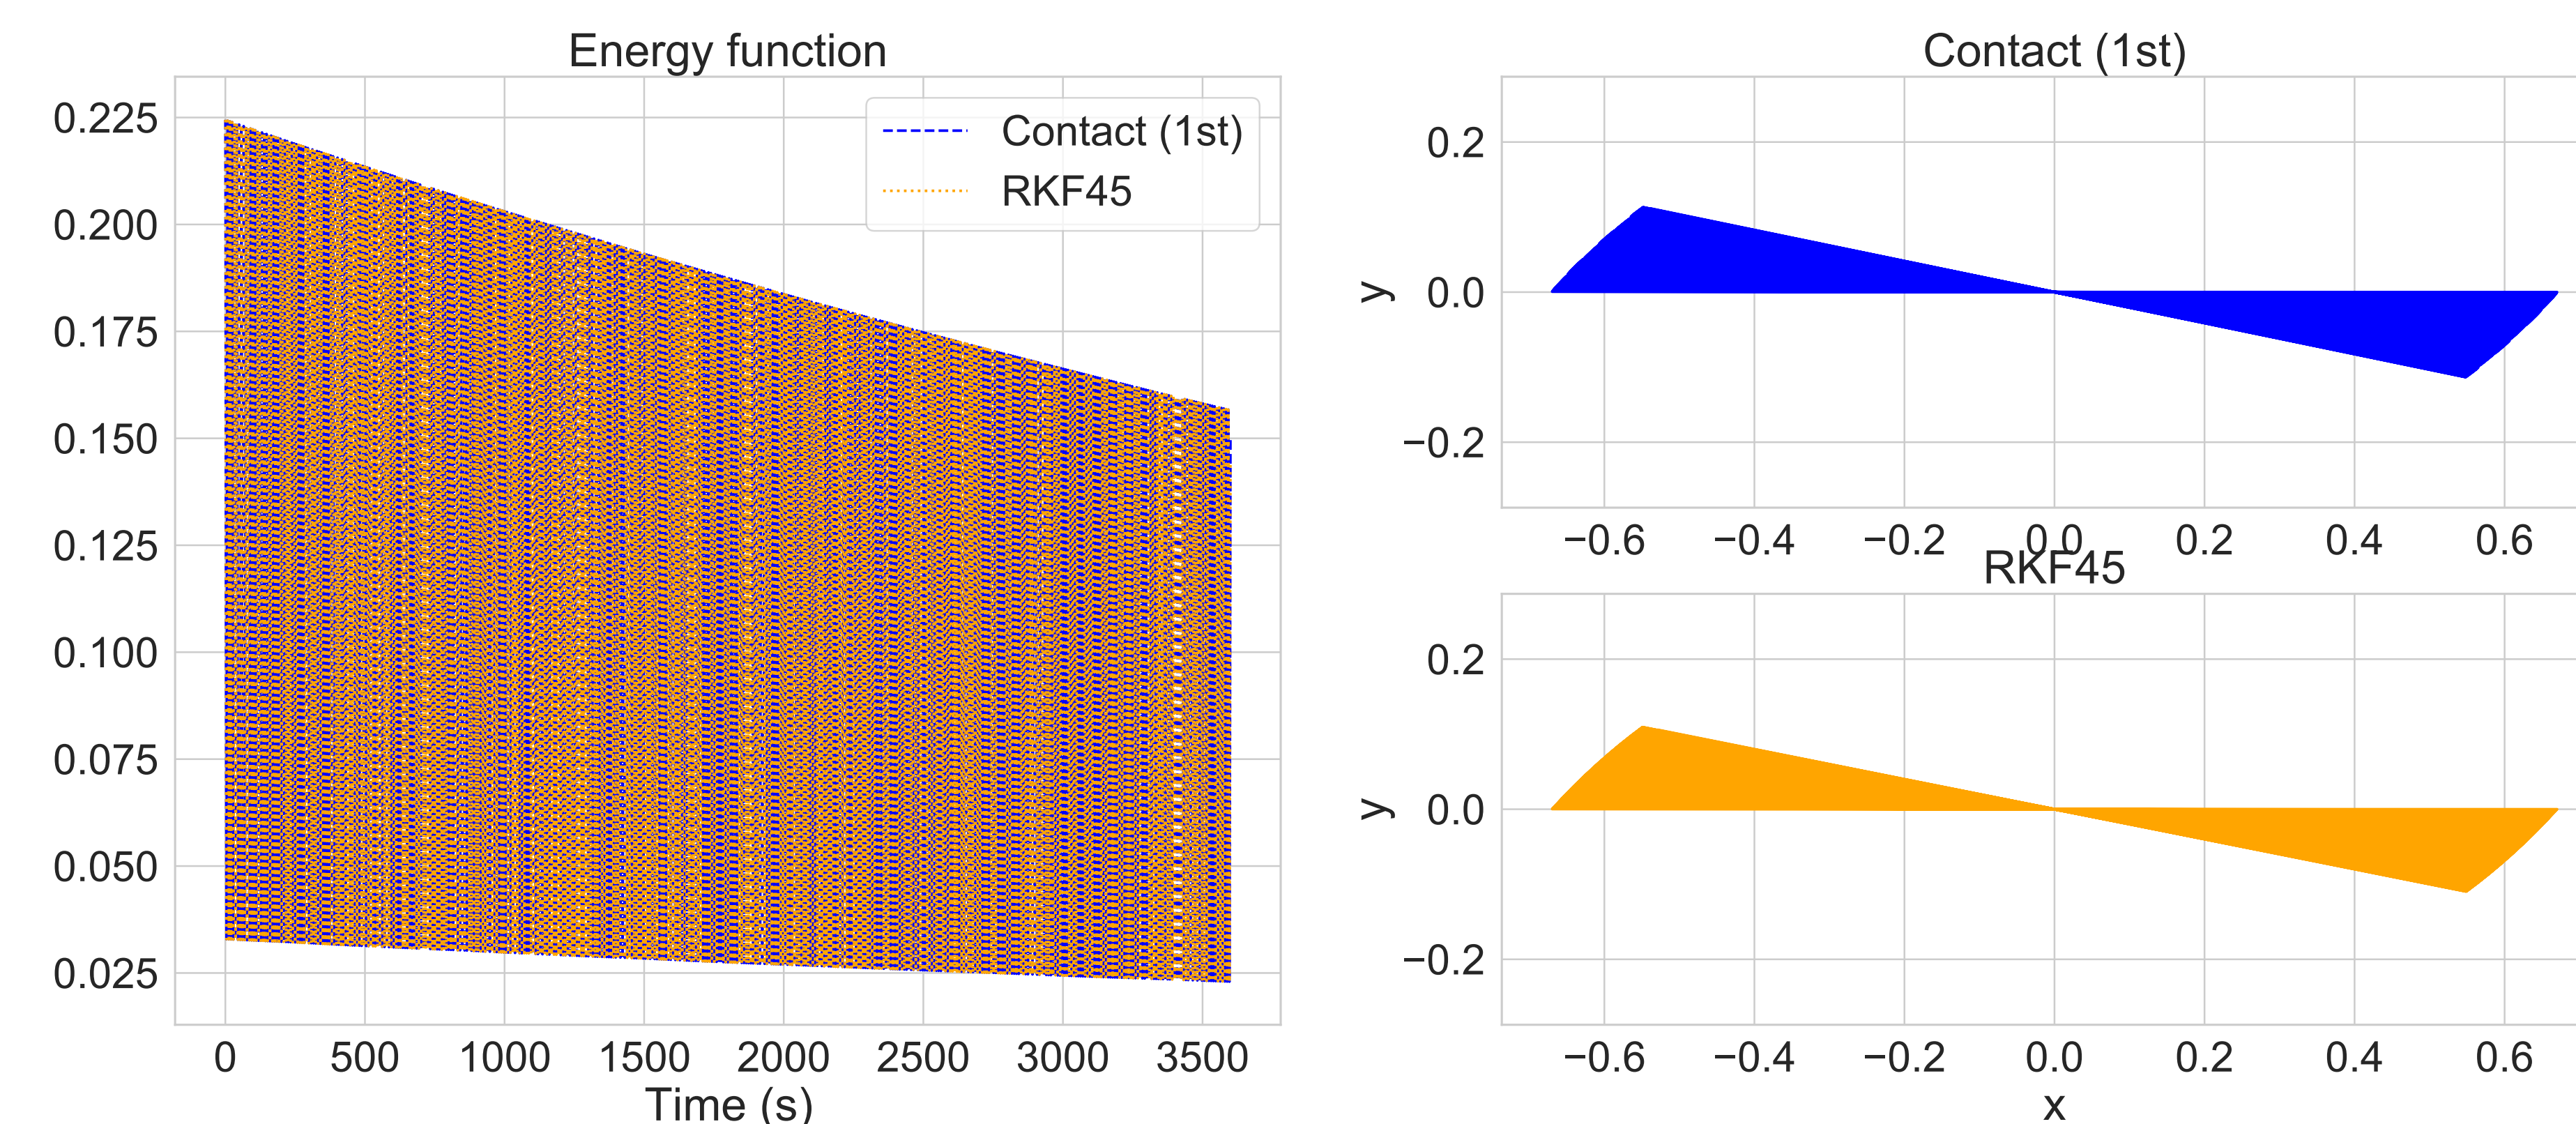 Energy function
0.225
0.200
0.175
0.150
0.125
0.100
0.075
0.050
0.025
0 500 1000 1500 2000 2500 3000 3500
Time (s)
Contact (1st)
RKF45
Contact (1st)
y
0.2
0.0
−0.2
−0.6 −0.4 −0.2 0.0 0.2 0.4 0.6
RKF45
y
0.2
0.0
−0.2
−0.6 −0.4 −0.2 0.0 0.2 0.4 0.6
x